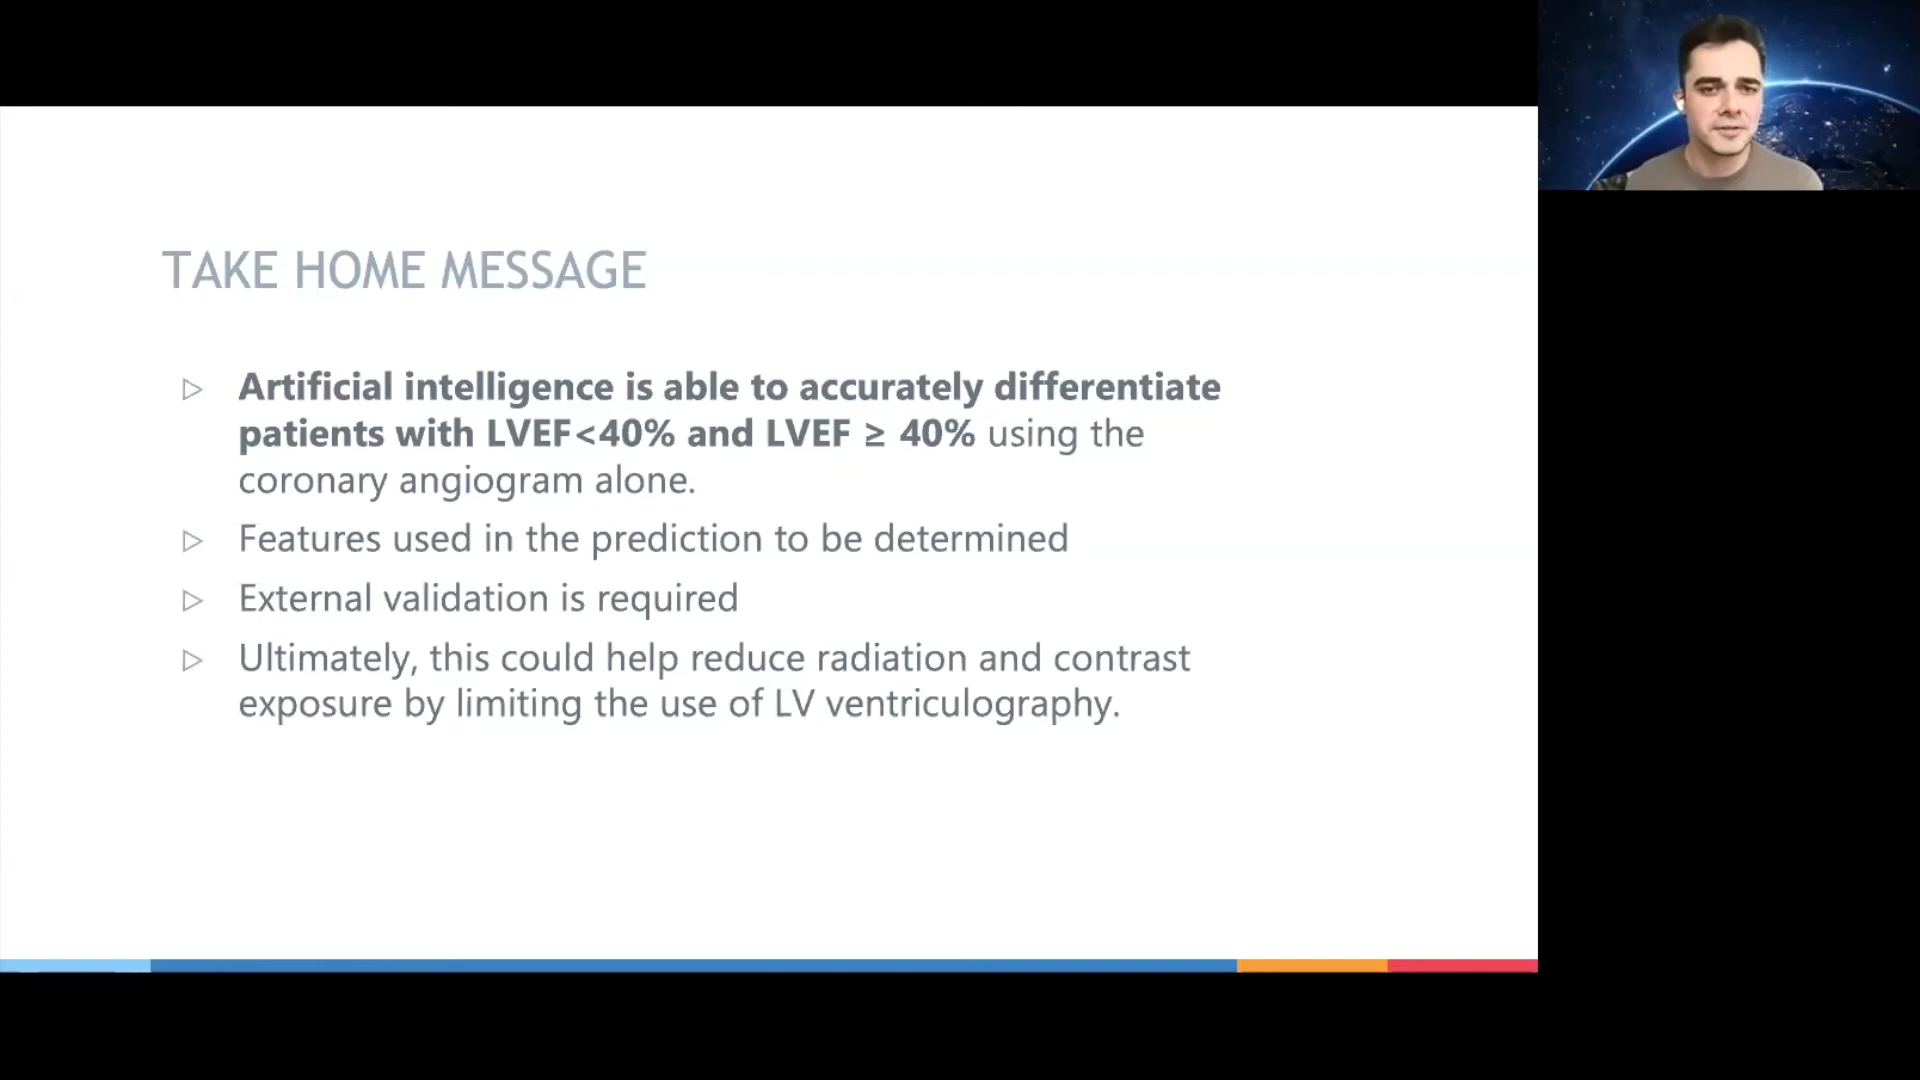 TAKE HOME MESSAGE
Artificial intelligence is able to accurately differentiate
patients with LVEF<40% and LVEF ≥ 40% using the
coronary angiogram alone.
Features used in the prediction to be determined
External validation is required
Ultimately, this could help reduce radiation and contrast
exposure by limiting the use of LV ventriculography.